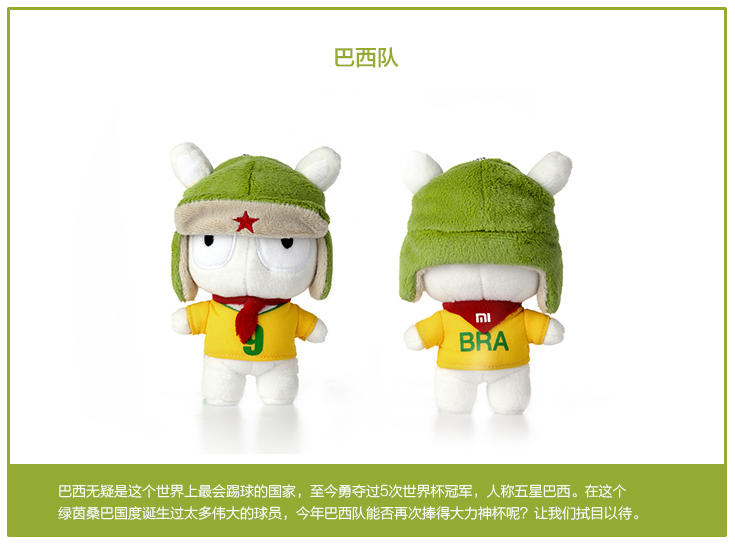 巴西队
9
mi
BRA
巴西无疑是这个世界上最会踢球的国家，至今勇夺过5次世界杯冠军，人称五星巴西。在这个
绿茵桑巴国度诞生过太多伟大的球员，今年巴西队能否再次捧得大力神杯呢？让我们拭目以待。